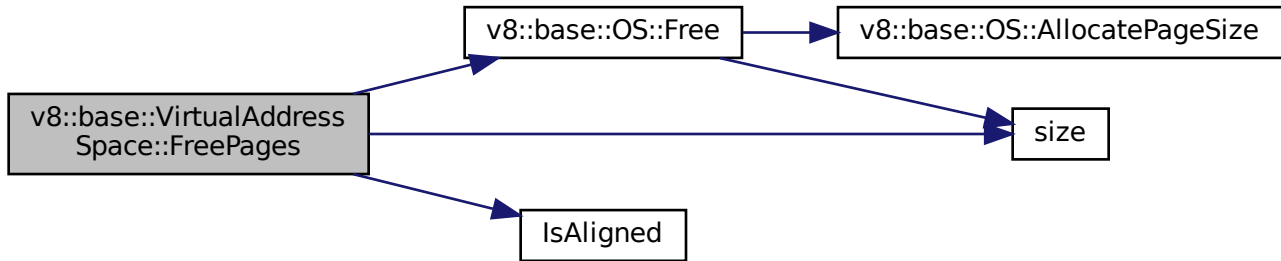 v8::base::OS::Free
v8::base::OS::AllocatePageSize
v8::base::VirtualAddress
Space::FreePages
size
IsAligned